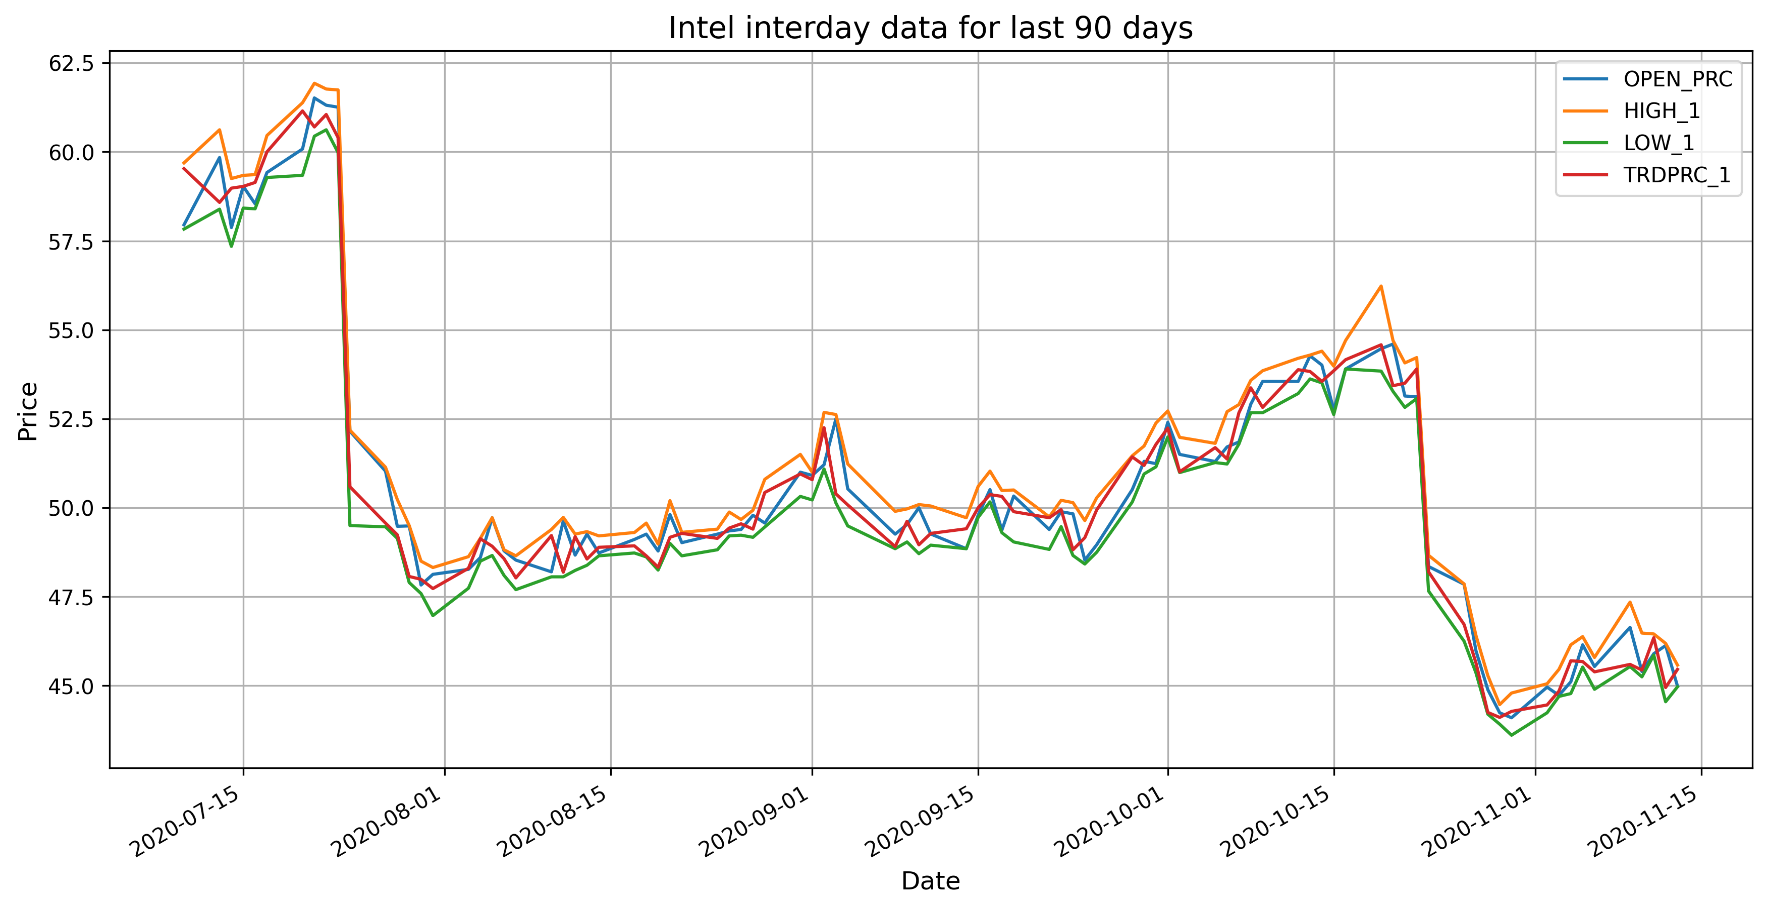 Intel interday data for last 90 days
62.5
60.0
57.5
55.0
52.5
50.0
47.5
45.0
Price
OPEN_PRC
HIGH_1
LOW_1
TRDPRC_1
2020-07-15
2020-08-01
2020-08-15
2020-09-01
2020-09-15
2020-10-01
2020-10-15
2020-11-01
2020-11-15
Date